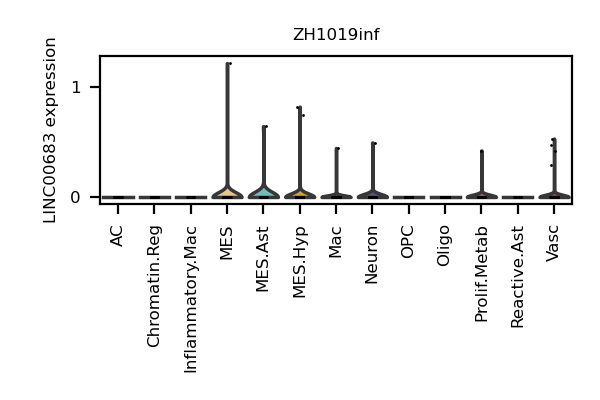 ZH1019inf
LINC00683 expression
1
0
AC
Chromatin.Reg
Inflammatory.Mac
MES
MES.Ast
MES.Hyp
Mac
Neuron
OPC
Oligo
Prolif.Metab
Reactive.Ast
Vasc